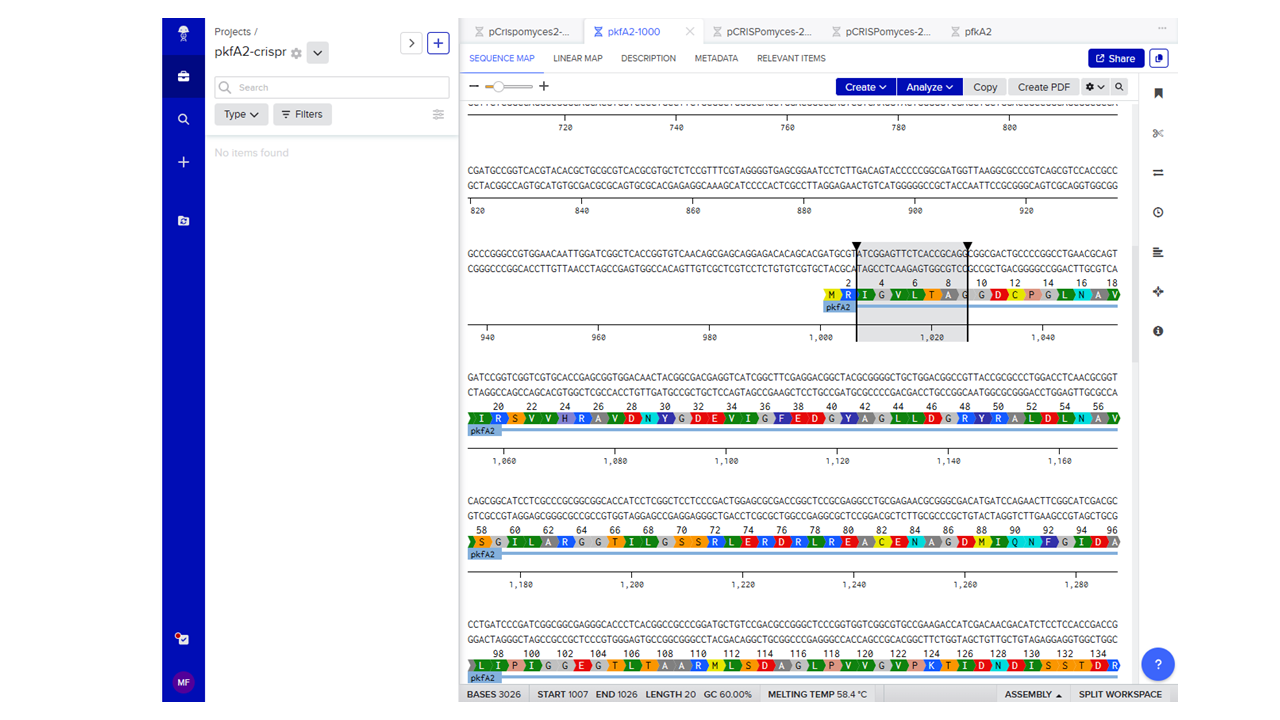 Projects /
pkfA2-crispr
Search
Type
Filters
No items found
MF
pCrispomyces2-...
pkfA2-1000
pCRISPomyces-2...
pCRISPomyces-2...
pfkA2
SEQUENCE MAP LINEAR MAP DESCRIPTION METADATA RELEVANT ITEMS
Share
Create Analyze Copy Create PDF
720 740 760 780 800
CGATGCCGGTCACGTACACGCTGCGCGTCACGCGTGCTCTCCGTTTCGTAGGGGTGAGCGGAATCCTCTTGACAGTACCCCCGGCGATGGTTAAGGCGCCCGTCAGCGTCCACCGCC
GCTACGGCCAGTGCATGTGCGACGCGCAGTGCGCACGAGAGGCAAAGCATCCCCACTCGCCTTAGGAGAACTGTCATGGGGGCCGCTACCAATTCCGCGGGCAGTCGCAGGTGGCGG
820 840 860 880 900 920
GCCCGGGCCGTGGAACAATTGGATCGGCTCACCGGTGTCAACAGCGAGCAGGAGACACAGCACGATGCGTATCGGAGTTCTCACCGCAGGCGGCGACTGCCCCGGCCTGAACGCAGT
CGGGCCCGGCACCTTGTTAACCTAGCCGAGTGGCCACAGTTGTCGCTCGTCCTCTGTGTCGTGCTACGCATAGCCTCAAGAGTGGCGTCCGCCGCTGACGGGGCCGGACTTGCGTCA
2 4 6 8 10 12 14 16 18
M R I G V L T A G G D C P G L N A V
pkfA2
940 960 980 1,000 1,020 1,040
GATCCGGTCGGTCGTGCACCGAGCGGTGGACAACTACGGCGACGAGGTCATCGGCTTCGAGGACGGCTACGCGGGGCTGCTGGACGGCCGTTACCGCGCCCTGGACCTCAACGCGGT
CTAGGCCAGCCAGCACGTGGCTCGCCACCTGTTGATGCCGCTGCTCCAGTAGCCGAAGCTCCTGCCGATGCGCCCCGACGACCTGCCGGCAATGGCGCGGGACCTGGAGTTGCGCCA
20 22 24 26 28 30 32 34 36 38 40 42 44 46 48 50 52 54 56
I R S V V H R A V D N Y G D E V I G F E D G Y A G L L D G R Y R A L D L N A V
pkfA2
1,060 1,080 1,100 1,120 1,140 1,160
CAGCGGCATCCTCGCCCGCGGCGGCACCATCCTCGGCTCCTCCCGACTGGAGCGCGACCGGCTCCGCGAGGCCTGCGAGAACGCGGGCGACATGATCCAGAACTTCGGCATCGACGC
GTCGCCGTAGGAGCGGGCGCCGCCGTGGTAGGAGCCGAGGAGGGCTGACCTCGCGCTGGCCGAGGCGCTCCGGACGCTCTTGCGCCCGCTGTACTAGGTCTTGAAGCCGTAGCTGCG
58 60 62 64 66 68 70 72 74 76 78 80 82 84 86 88 90 92 94 96
S G I L A R G G T I L G S S R L E R D R L R E A C E N A G D M I Q N F G I D A
pkfA2
1,180 1,200 1,220 1,240 1,260 1,280
CCTGATCCCGATCGGCGGCGAGGGCACCCTCACGGCCGCCCGGATGCTGTCCGACGCCGGGCTCCCGGTGGTCGGCGTGCCGAAGACCATCGACAACGACATCTCCTCCACCGACCG
GGACTAGGGCTAGCCGCCGCTCCCGTGGGAGTGCCGGCGGGCCTACGACAGGCTGCGGCCCGAGGGCCACCAGCCGCACGGCTTCTGGTAGCTGTTGCTGTAGAGGAGGTGGCTGGC
98 100 102 104 106 108 110 112 114 116 118 120 122 124 126 128 130 132 134
L I P I G G E G T L T A A R M L S D A G L P V V G V P K T I D N D I S S T D R
pkfA2
BASES 3026 START 1007 END 1026 LENGTH 20 GC 60.00% MELTING TEMP 58.4 °C ASSEMBLY SPLIT WORKSPACE
?